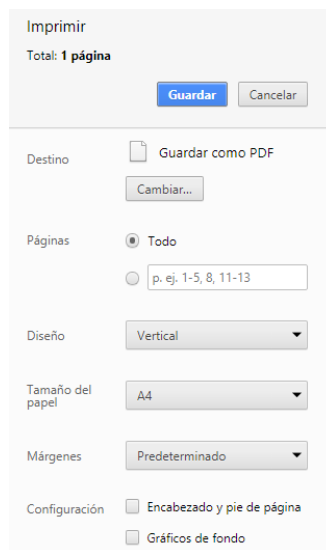 Imprimir
Total: 1 página
Guardar
Cancelar
Destino
Guardar como PDF
Cambiar...
Páginas
Todo
p. ej. 1-5, 8, 11-13
Diseño
Vertical
Tamaño del
papel
A4
Márgenes
Predeterminado
Configuración
Encabezado y pie de página
Gráficos de fondo